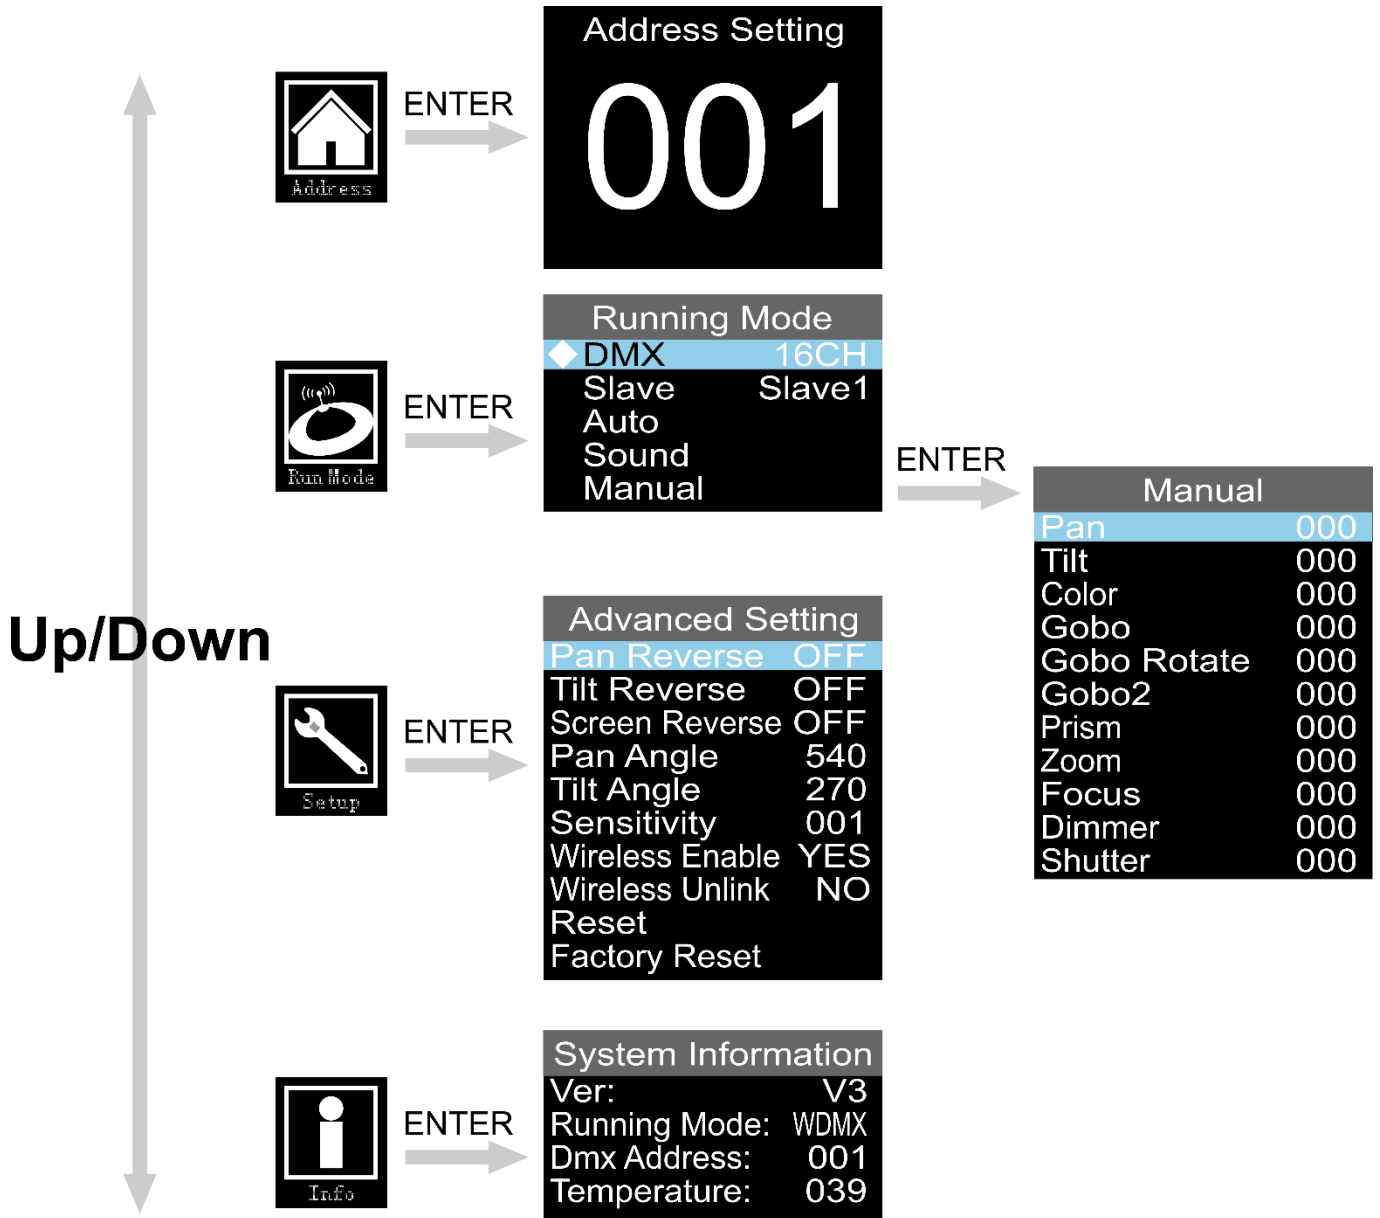 Up/Down
Address
ENTER
Address Setting
001
Run Mode
ENTER
Running Mode
DMX 16CH
Slave Slave1
Auto
Sound
Manual
ENTER
Manual
Pan 000
Tilt 000
Color 000
Gobo 000
Gobo Rotate 000
Gobo2 000
Prism 000
Zoom 000
Focus 000
Dimmer 000
Shutter 000
Setup
ENTER
Advanced Setting
Pan Reverse OFF
Tilt Reverse OFF
Screen Reverse OFF
Pan Angle 540
Tilt Angle 270
Sensitivity 001
Wireless Enable YES
Wireless Unlink NO
Reset
Factory Reset
Info
ENTER
System Information
Ver: V3
Running Mode: WDMX
Dmx Address: 001
Temperature: 039